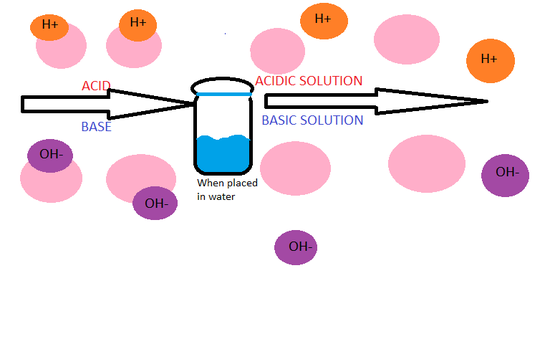 H+
H+
H+
H+
ACID
ACIDIC SOLUTION
BASE
BASIC SOLUTION
OH-
OH-
When placed
in water
OH-
OH-